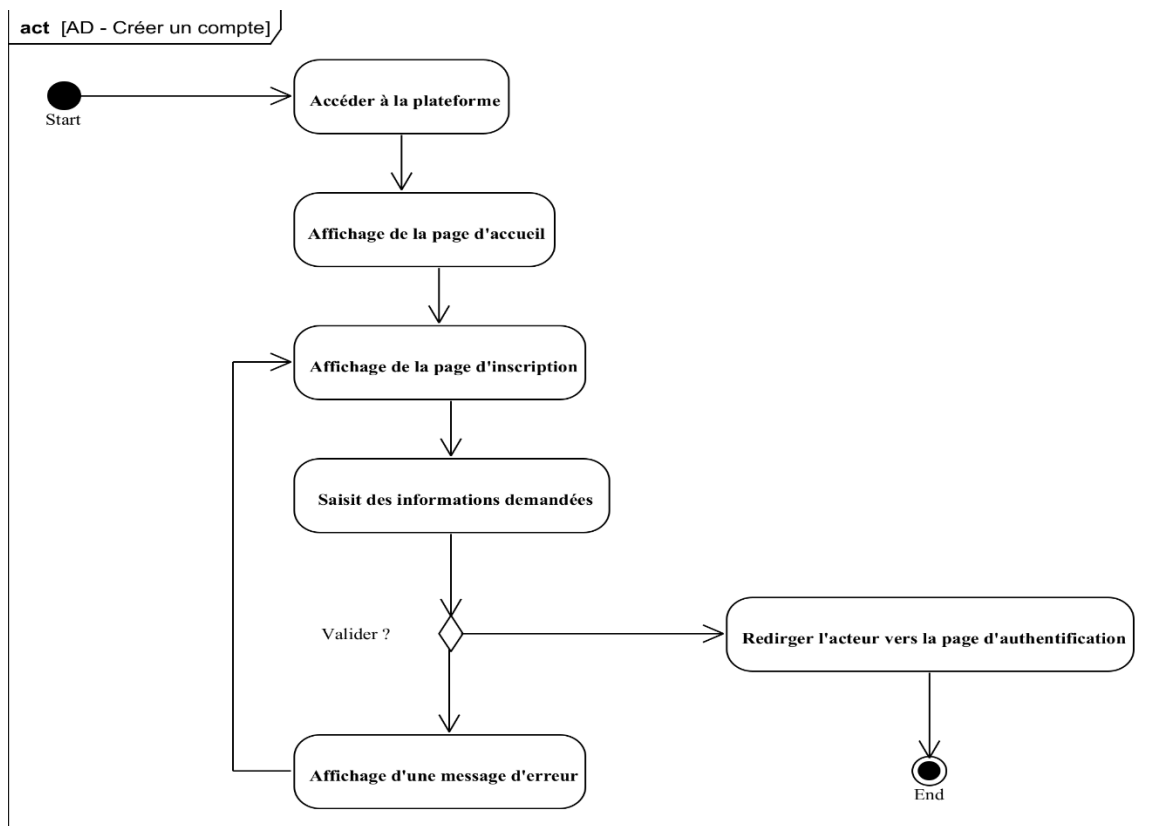 act [AD - Créer un compte]
Start
Accéder à la plateforme
Affichage de la page d'accueil
Affichage de la page d'inscription
Saisit des informations demandées
Valider ?
Redirger l'acteur vers la page d'authentification
Affichage d'une message d'erreur
End